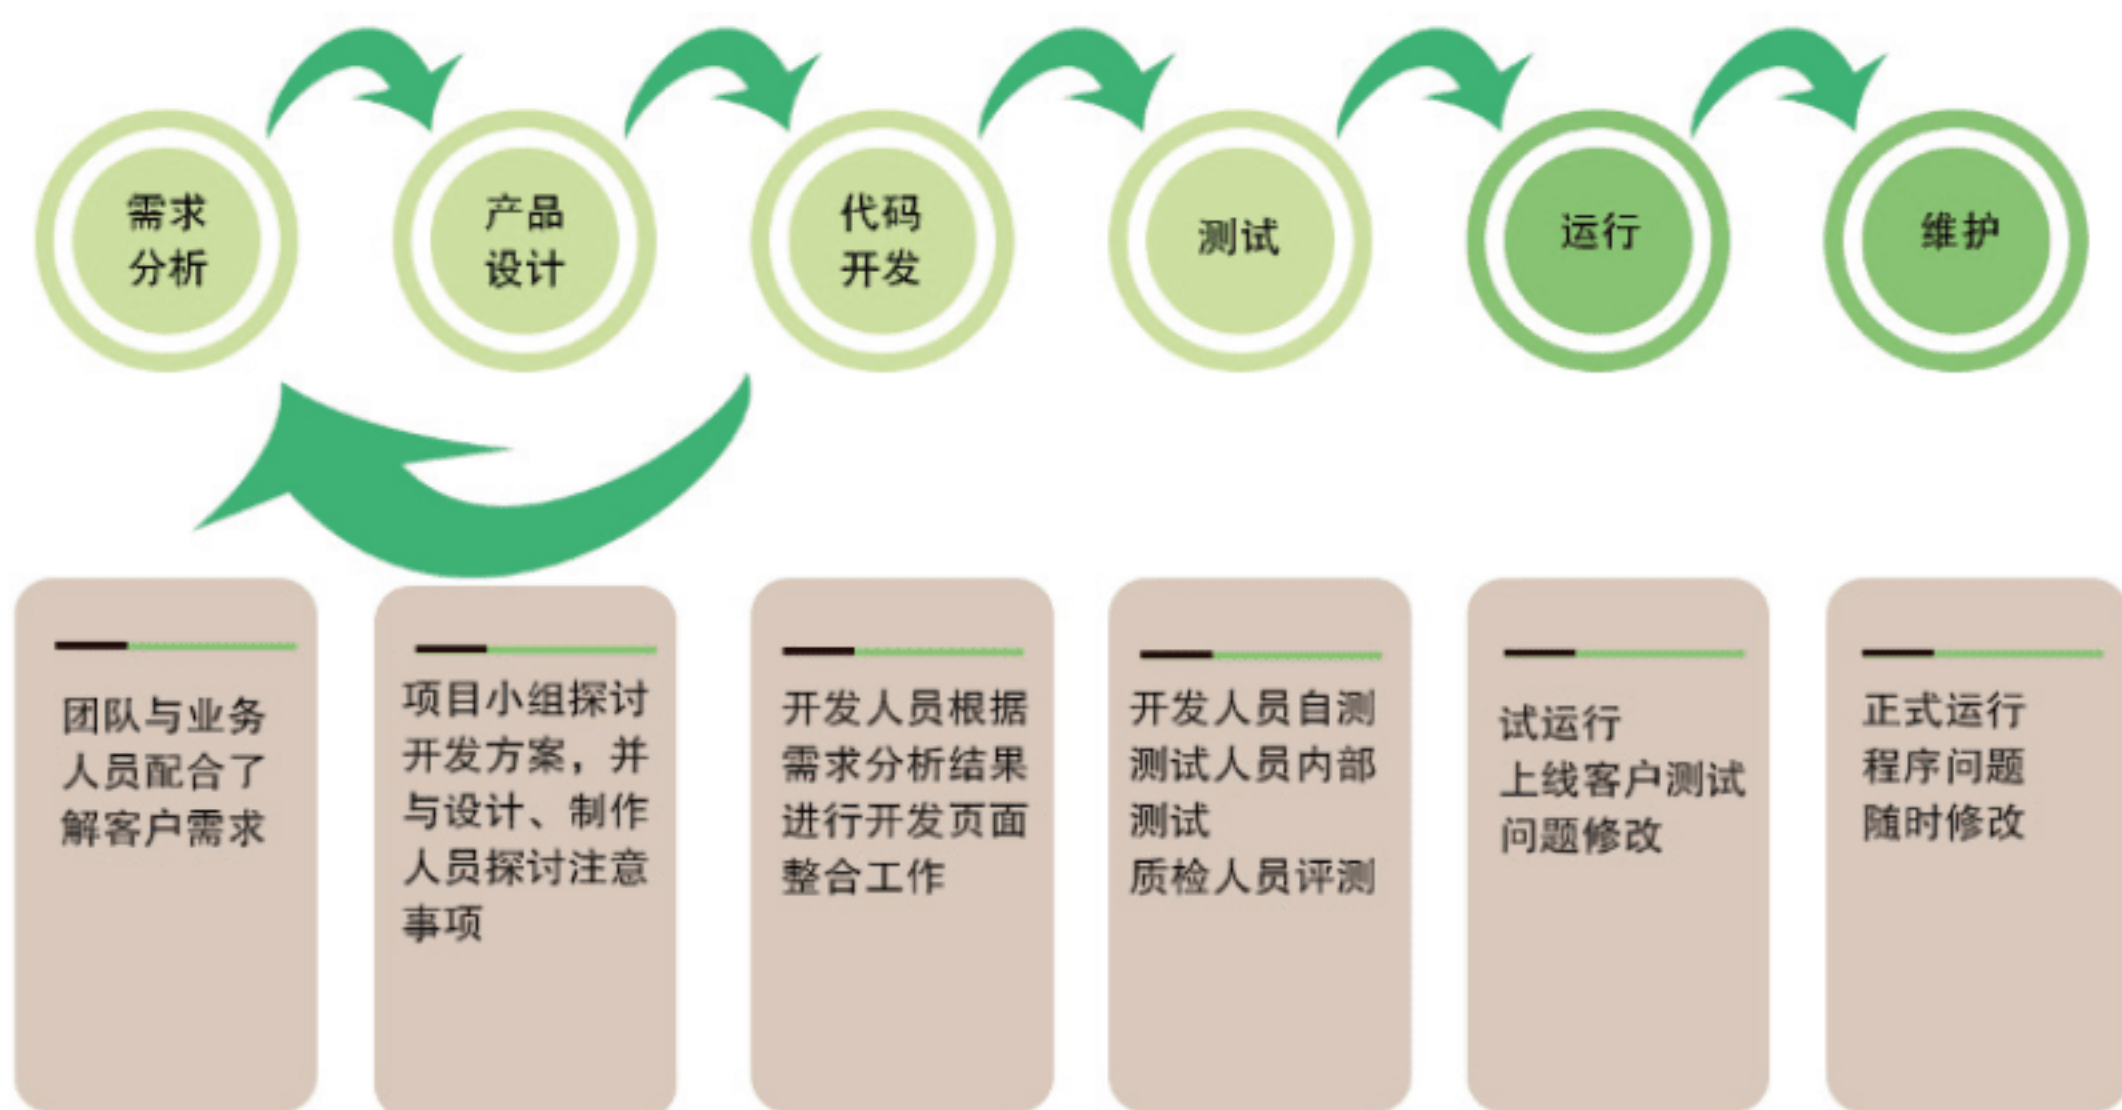 需求
分析
产品
设计
代码
开发
测试
运行
维护
团队与业务
人员配合了
解客户需求
项目小组探讨
开发方案，并
与设计、制作
人员探讨注意
事项
开发人员根据
需求分析结果
进行开发页面
整合工作
开发人员自测
测试人员内部
测试
质检人员评测
试运行
上线客户测试
问题修改
正式运行
程序问题
随时修改